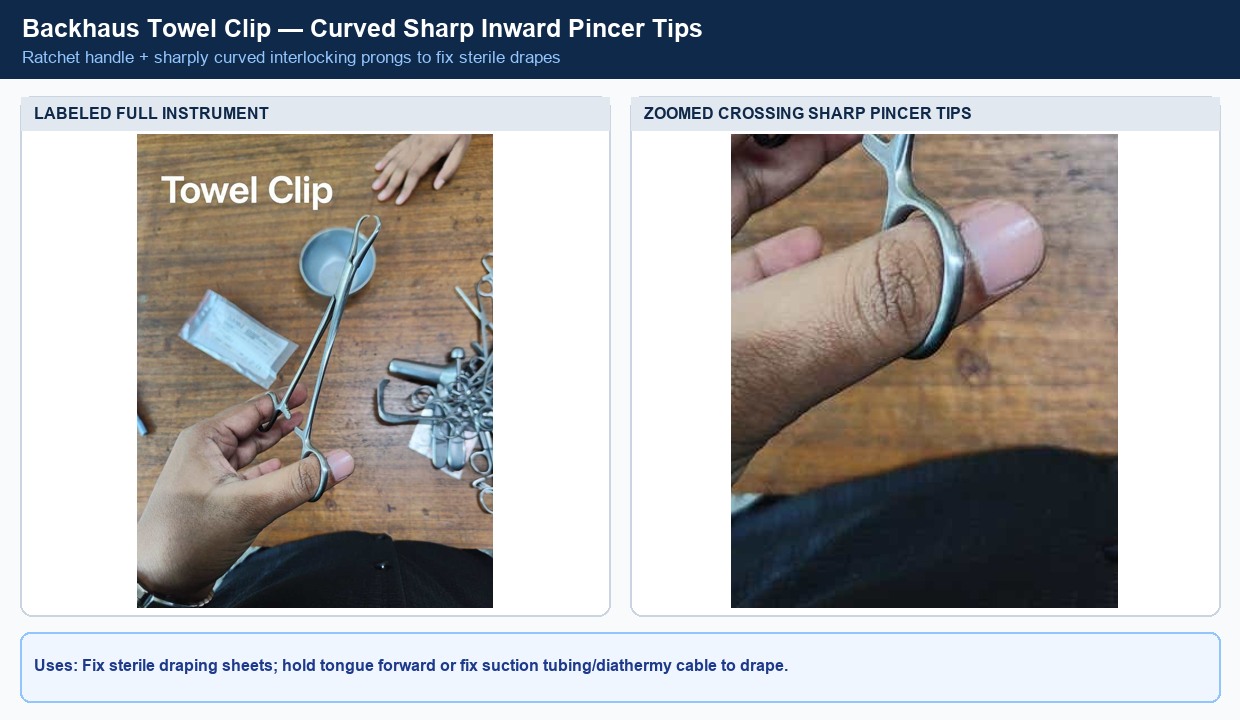 Backhaus Towel Clip — Curved Sharp Inward Pincer Tips
Ratchet handle + sharply curved interlocking prongs to fix sterile drapes
LABELED FULL INSTRUMENT
ZOOMED CROSSING SHARP PINCER TIPS
Towel Clip
Uses: Fix sterile draping sheets; hold tongue forward or fix suction tubing/diathermy cable to drape.